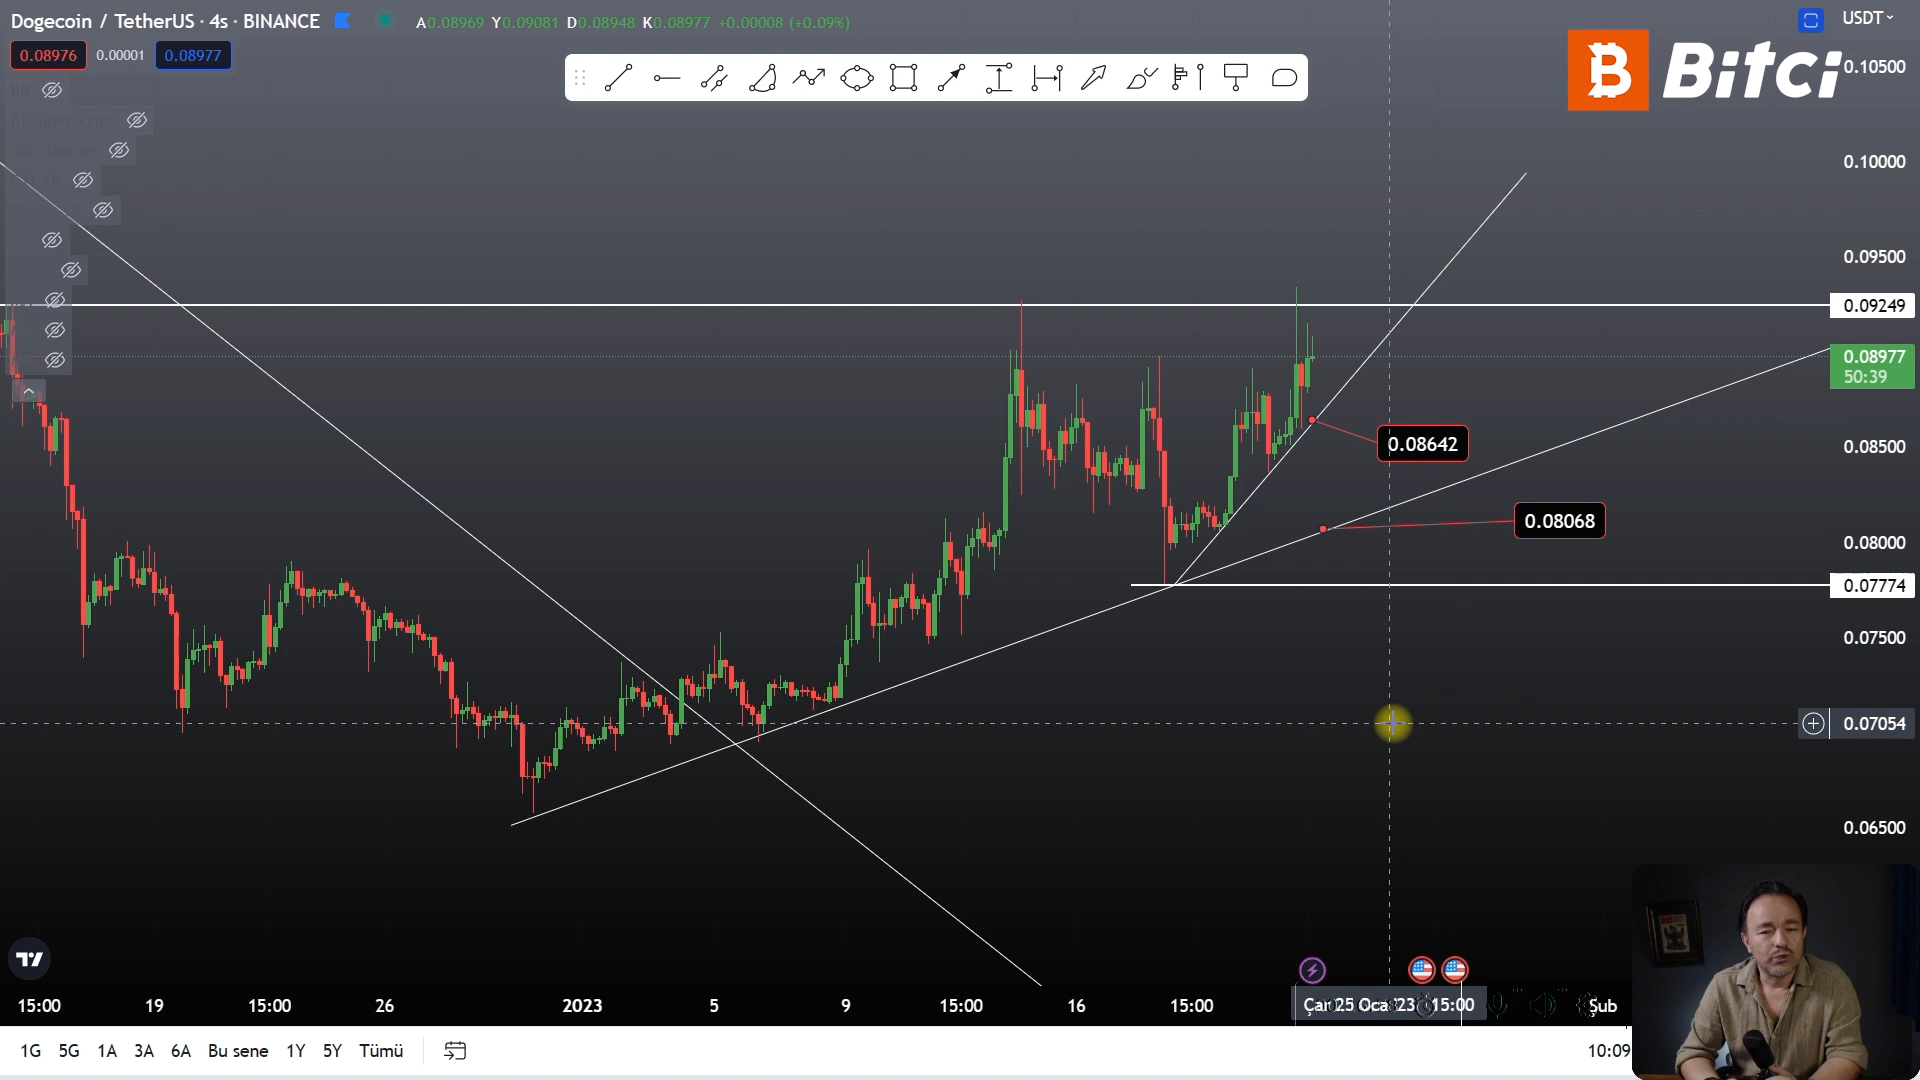 Dogecoin / TetherUS · 4s · BINANCE
A0.08969 Y0.09081 D0.08948 K0.08977 +0.00008 (+0.09%)
USDT
0.08976 0.00001 0.08977
Bitci
BB
0.10500
0.10000
0.09500
0.09249
0.08977
50:39
0.08642
0.08500
0.08068
0.08000
0.07774
0.07500
0.07054
0.06500
15:00 19 15:00 26 2023 5 9 15:00 16 15:00 Çar 25 Oca '23 15:00 Şub
1G 5G 1A 3A 6A Bu sene 1Y 5Y Tümü
10:09